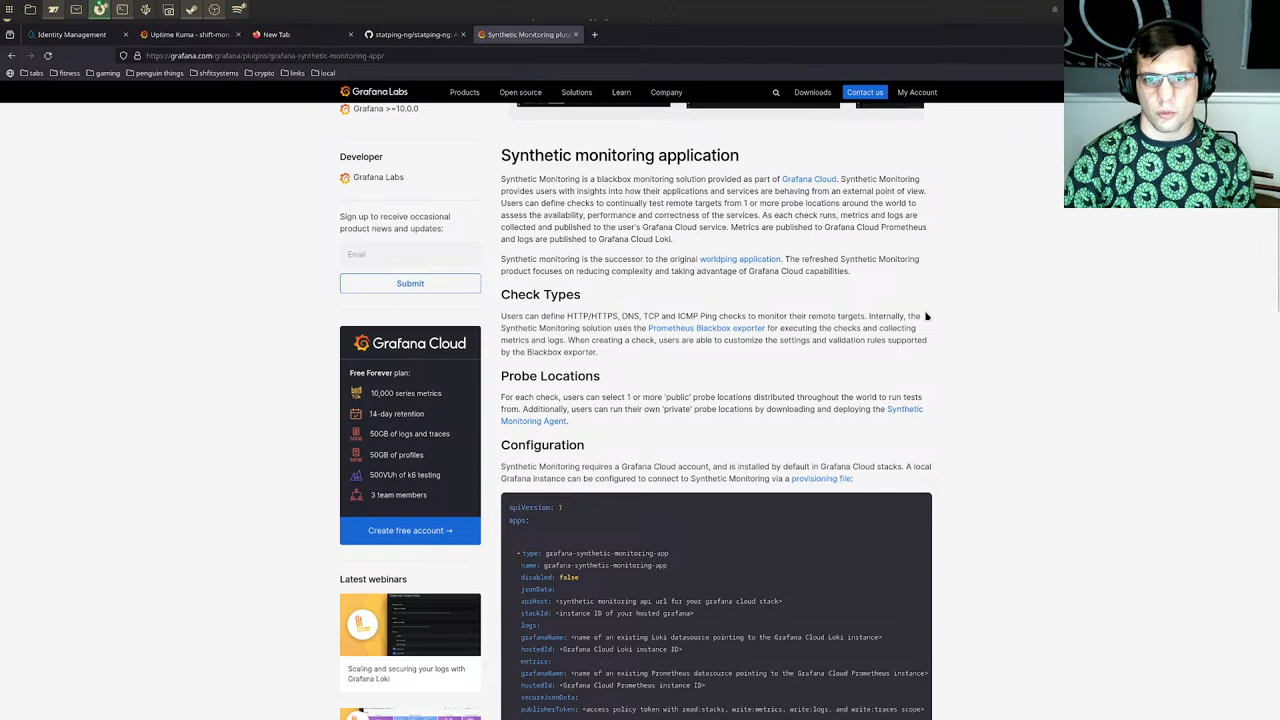 Identity Management
Uptime Kuma - shift-mon
New Tab
statping-ng/statping-ng: A
Synthetic Monitoring plug
https://grafana.com/grafana/plugins/grafana-synthetic-monitoring-app/
tabs
fitness
gaming
penguin things
shfitsystems
crypto
links
local
Grafana Labs
Products
Open source
Solutions
Learn
Company
Downloads
Contact us
My Account
Grafana >=10.0.0
Developer
Grafana Labs
Sign up to receive occasional
product news and updates:
Email
Submit
Grafana Cloud
Free Forever plan:
10,000 series metrics
14-day retention
50GB of logs and traces
50GB of profiles
500VUh of k6 testing
3 team members
Create free account →
Latest webinars
Scaling and securing your logs with
Grafana Loki
Synthetic monitoring application
Synthetic Monitoring is a blackbox monitoring solution provided as part of Grafana Cloud. Synthetic Monitoring
provides users with insights into how their applications and services are behaving from an external point of view.
Users can define checks to continually test remote targets from 1 or more probe locations around the world to
assess the availability, performance and correctness of the services. As each check runs, metrics and logs are
collected and published to the user's Grafana Cloud service. Metrics are published to Grafana Cloud Prometheus
and logs are published to Grafana Cloud Loki.
Synthetic monitoring is the successor to the original worldping application. The refreshed Synthetic Monitoring
product focuses on reducing complexity and taking advantage of Grafana Cloud capabilities.
Check Types
Users can define HTTP/HTTPS, DNS, TCP and ICMP Ping checks to monitor their remote targets. Internally, the
Synthetic Monitoring solution uses the Prometheus Blackbox exporter for executing the checks and collecting
metrics and logs. When creating a check, users are able to customize the settings and validation rules supported
by the Blackbox exporter.
Probe Locations
For each check, users can select 1 or more 'public' probe locations distributed throughout the world to run tests
from. Additionally, users can run their own 'private' probe locations by downloading and deploying the Synthetic
Monitoring Agent.
Configuration
Synthetic Monitoring requires a Grafana Cloud account, and is installed by default in Grafana Cloud stacks. A local
Grafana instance can be configured to connect to Synthetic Monitoring via a provisioning file:
apiVersion: 1
apps:
- type: grafana-synthetic-monitoring-app
name: grafana-synthetic-monitoring-app
disabled: false
jsonData:
apiHost: <synthetic monitoring api url for your grafana cloud stack>
stackId: <instance ID of your hosted grafana>
logs:
grafanaName: <name of an existing Loki datasource pointing to the Grafana Cloud Loki instance>
hostedId: <Grafana Cloud Loki instance ID>
metrics:
grafanaName: <name of an existing Prometheus datasource pointing to the Grafana Cloud Prometheus instance>
hostedId: <Grafana Cloud Prometheus instance ID>
secureJsonData:
publisherToken: <access policy token with read:stacks, write:metrics, write:logs, and write:traces scope>